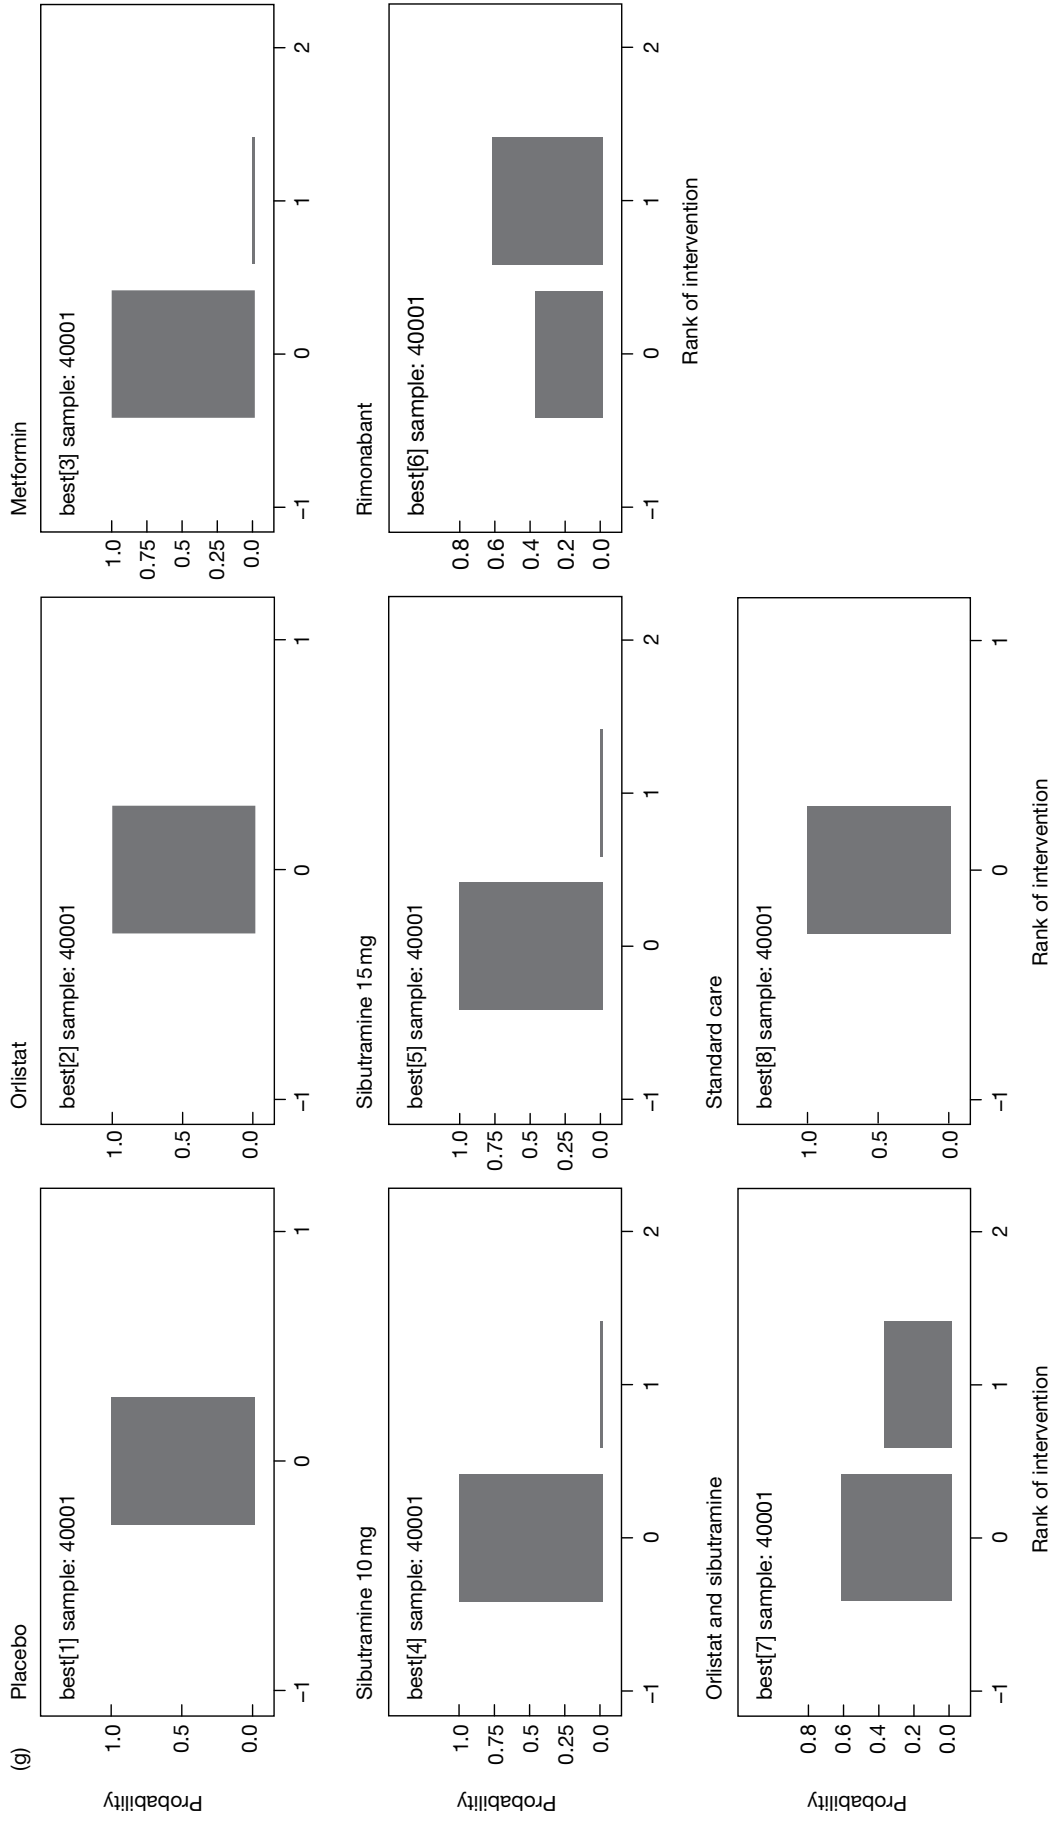 (g)
Placebo
best[1] sample: 40001
Probability
1.0
0.5
0.0
–1
0
1
Orlistat
best[2] sample: 40001
1.0
0.5
0.0
–1
0
1
Metformin
best[3] sample: 40001
1.0
0.75
0.5
0.25
0.0
–1
0
1
2
Sibutramine 10 mg
best[4] sample: 40001
Probability
1.0
0.75
0.5
0.25
0.0
–1
0
1
2
Sibutramine 15 mg
best[5] sample: 40001
1.0
0.75
0.5
0.25
0.0
–1
0
1
2
Rimonabant
best[6] sample: 40001
0.8
0.6
0.4
0.2
0.0
–1
0
1
2
Rank of intervention
Orlistat and sibutramine
best[7] sample: 40001
Probability
0.8
0.6
0.4
0.2
0.0
–1
0
1
2
Rank of intervention
Standard care
best[8] sample: 40001
1.0
0.5
0.0
–1
0
1
Rank of intervention